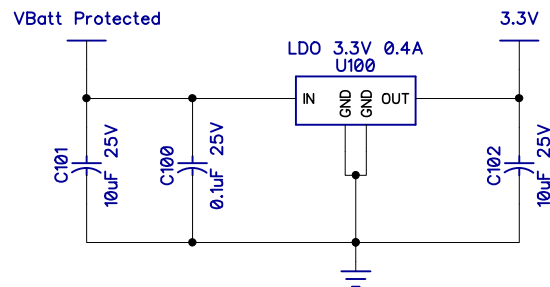 VBatt Protected
3.3V
LDO 3.3V 0.4A
U100
IN
GND
GND
OUT
C101
10uF 25V
C100
0.1uF 25V
C102
10uF 25V